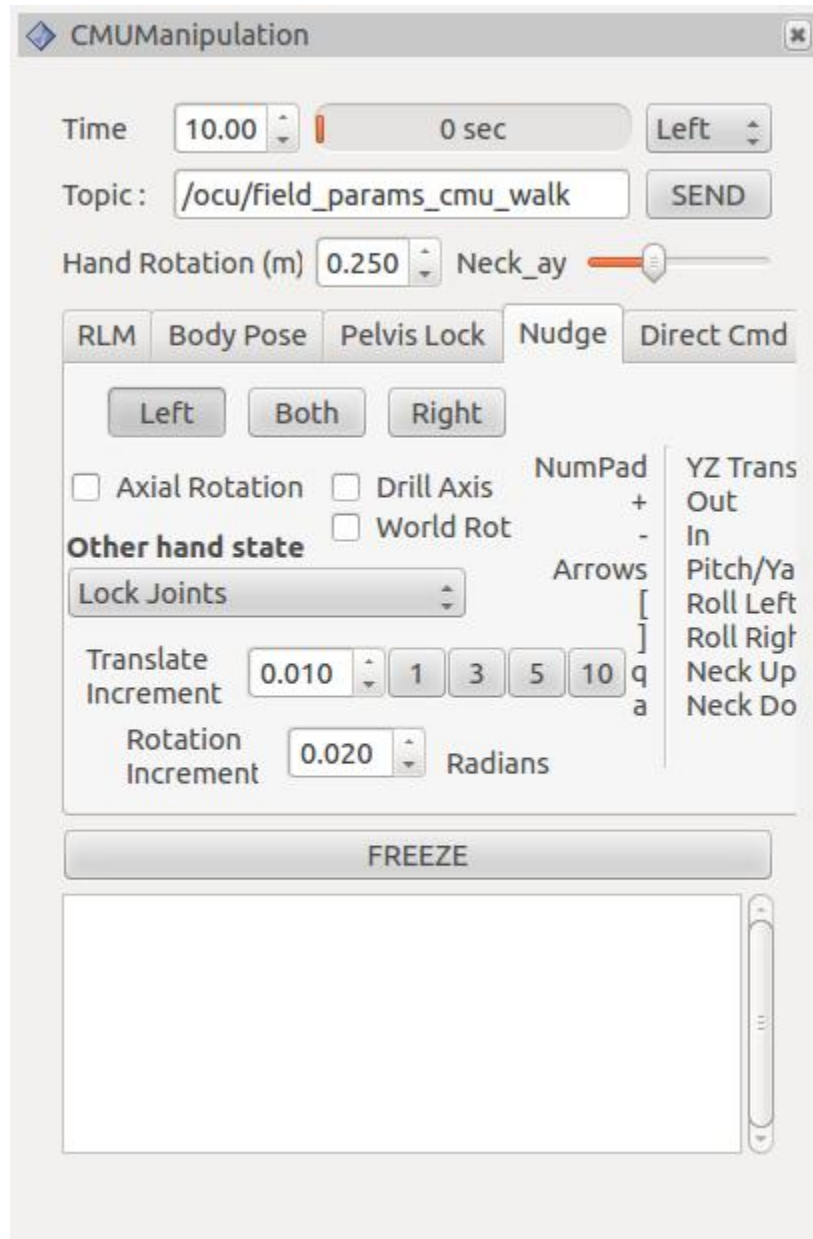 CMUManipulation
Time 10.00 0 sec Left
Topic: /ocu/field_params_cmu_walk SEND
Hand Rotation (m) 0.250 Neck_ay
RLM Body Pose Pelvis Lock Nudge Direct Cmd
Left Both Right
Axial Rotation Drill Axis
World Rot
Other hand state
Lock Joints
Translate Increment 0.010 1 3 5 10
Rotation Increment 0.020 Radians
NumPad YZ Trans
+ Out
- In
Arrows Pitch/Ya
[ Roll Left
] Roll Righ
q Neck Up
a Neck Do
FREEZE